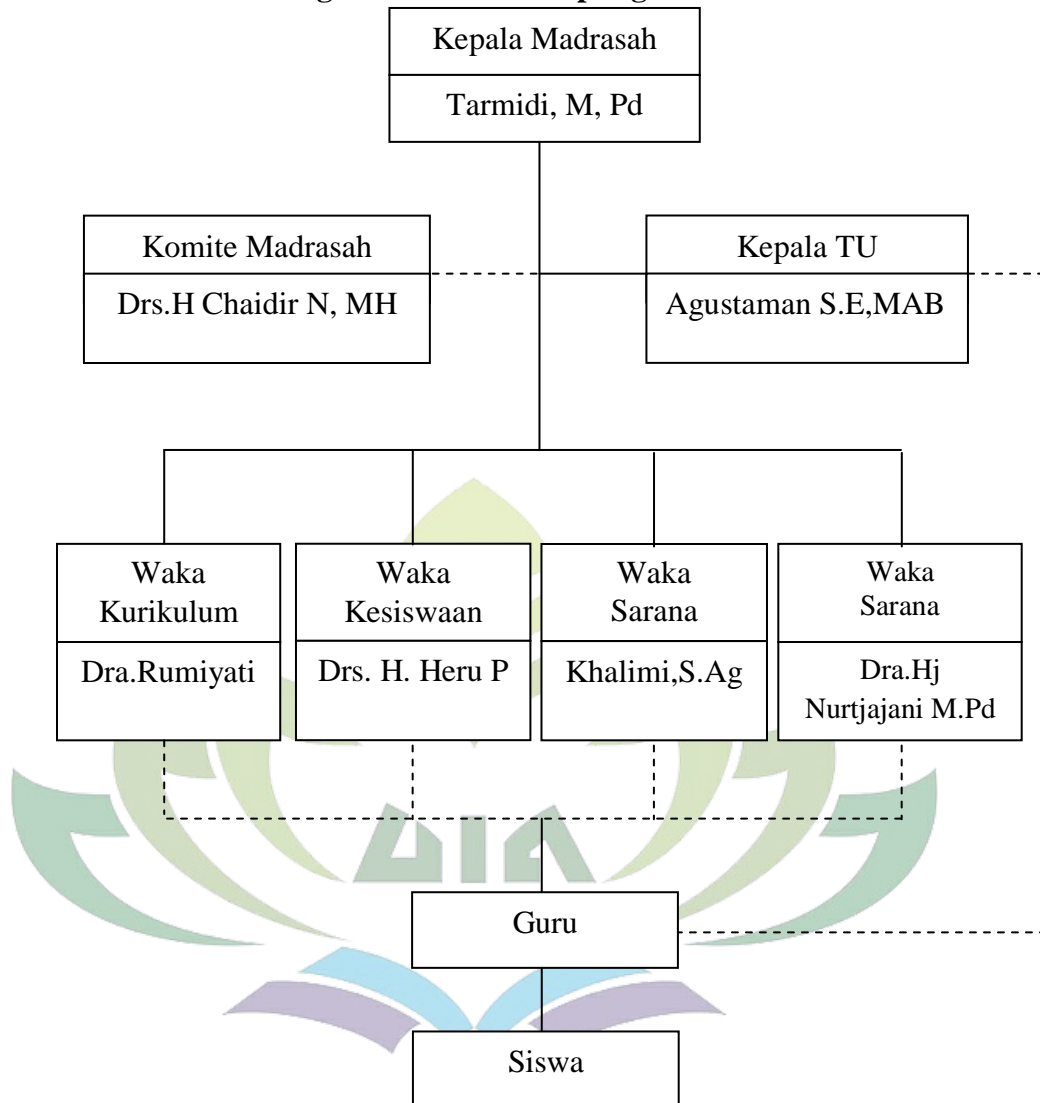 Kepala Madrasah
Tarmidi, M, Pd
Komite Madrasah
Drs.H Chaidir N, MH
Kepala TU
Agustaman S.E,MAB
Waka
Kurikulum
Dra.Rumiyati
Waka
Kesiswaan
Drs. H. Heru P
Waka
Sarana
Khalimi,S.Ag
Waka
Sarana
Dra.Hj
Nurtjajani M.Pd
Guru
Siswa